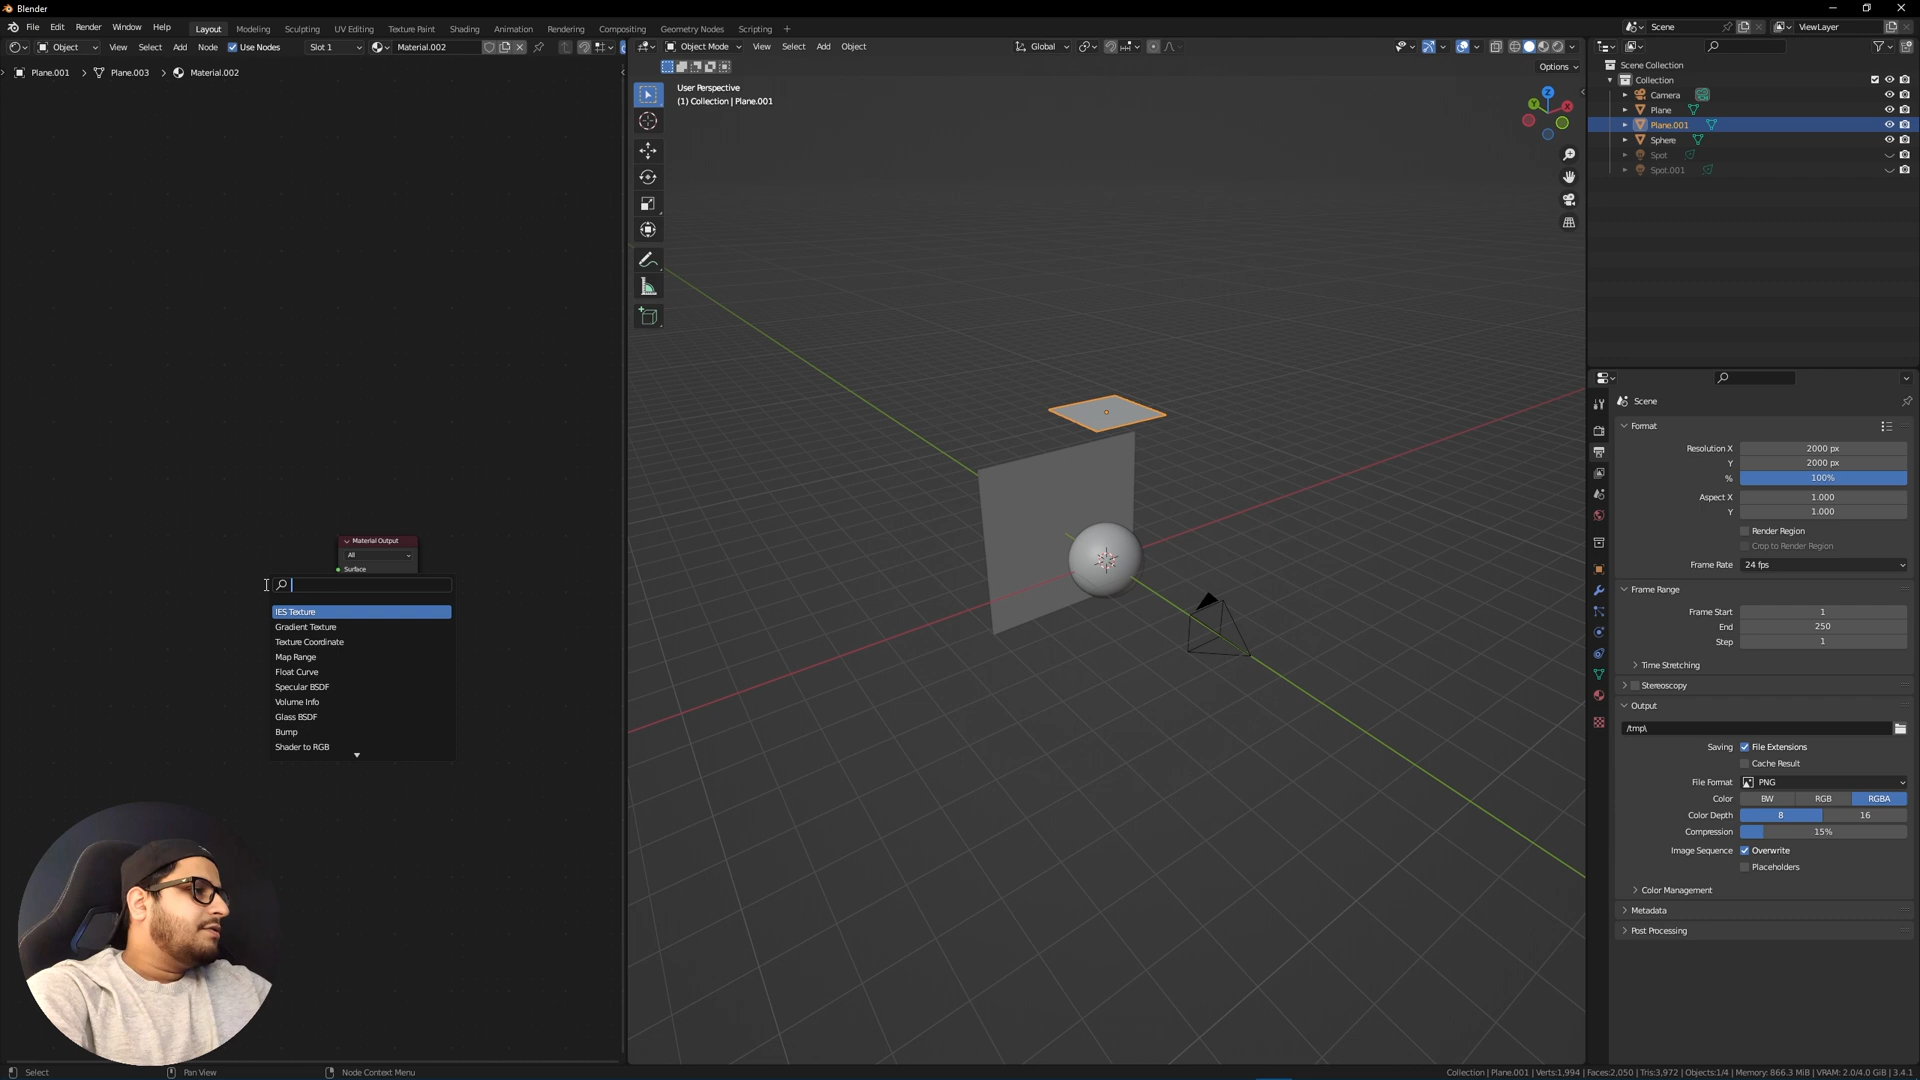 Blender
File Edit Render Window Help Layout Modeling Sculpting UV Editing Texture Paint Shading Animation Rendering Compositing Geometry Nodes Scripting + Scene ViewLayer
Object View Select Add Node Use Nodes Slot 1 Material.002
Object Mode View Select Add Object Global
Options
Plane.001 > Plane.003 > Material.002
User Perspective
(1) Collection | Plane.001
Z
Y
X
Scene Collection
Collection
Camera
Plane
Plane.001
Sphere
Spot
Spot.001
Material Output
All
Surface
IES Texture
Gradient Texture
Texture Coordinate
Map Range
Float Curve
Specular BSDF
Volume Info
Glass BSDF
Bump
Shader to RGB
Scene
Format
Resolution X 2000 px
Y 2000 px
% 100%
Aspect X 1.000
Y 1.000
Render Region
Crop to Render Region
Frame Rate 24 fps
Frame Range
Frame Start 1
End 250
Step 1
Time Stretching
Stereoscopy
Output
/tmp\
Saving File Extensions
Cache Result
File Format PNG
Color BW RGB RGBA
Color Depth 8 16
Compression 15%
Image Sequence Overwrite
Placeholders
Color Management
Metadata
Post Processing
Select Pan View Node Context Menu
Collection | Plane.001 | Verts:1,994 | Faces:2,050 | Tris:3,972 | Objects:1/4 | Memory: 866.3 MiB | VRAM: 2.0/4.0 GiB | 3.4.1